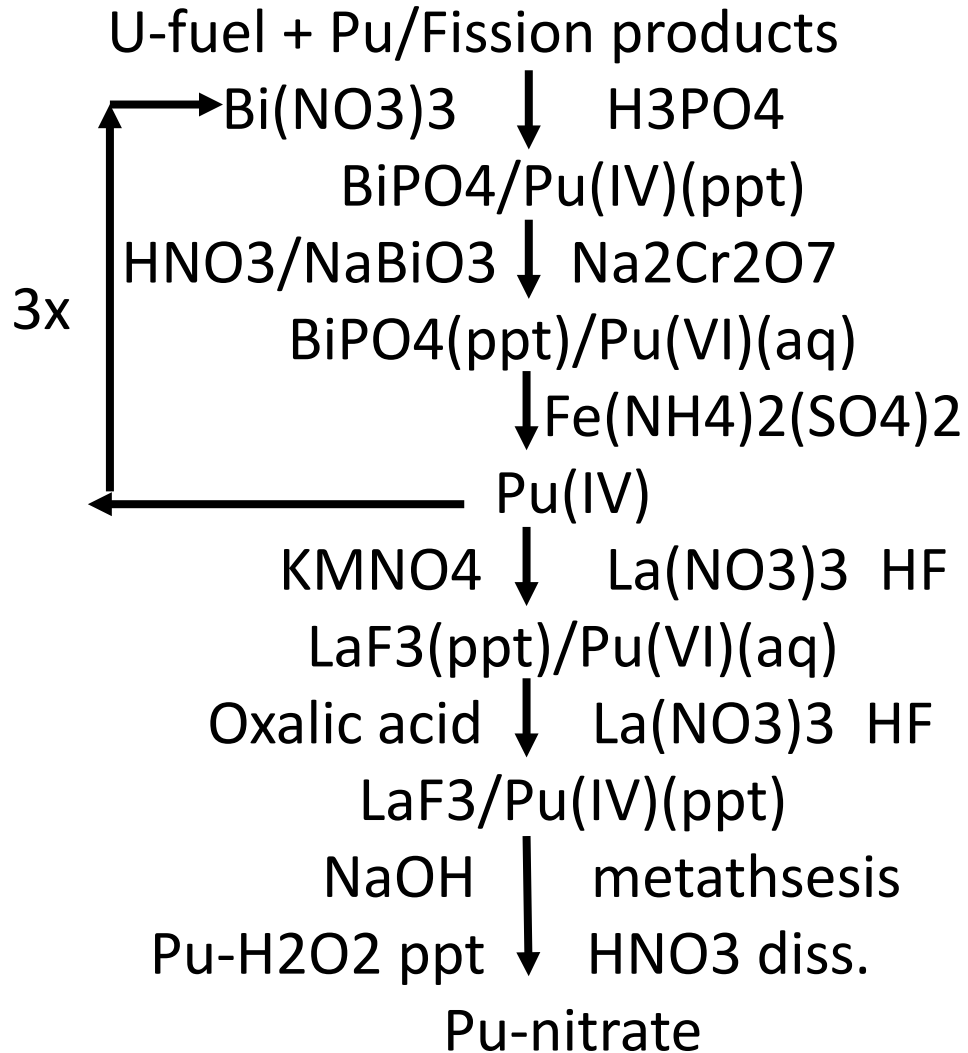 U-fuel + Pu/Fission products
Bi(NO3)3 H3PO4
BiPO4/Pu(IV)(ppt)
HNO3/NaBiO3 Na2Cr2O7
3x
BiPO4(ppt)/Pu(VI)(aq)
Fe(NH4)2(SO4)2
Pu(IV)
KMNO4 La(NO3)3 HF
LaF3(ppt)/Pu(VI)(aq)
Oxalic acid La(NO3)3 HF
LaF3/Pu(IV)(ppt)
NaOH metathsesis
Pu-H2O2 ppt HNO3 diss.
Pu-nitrate